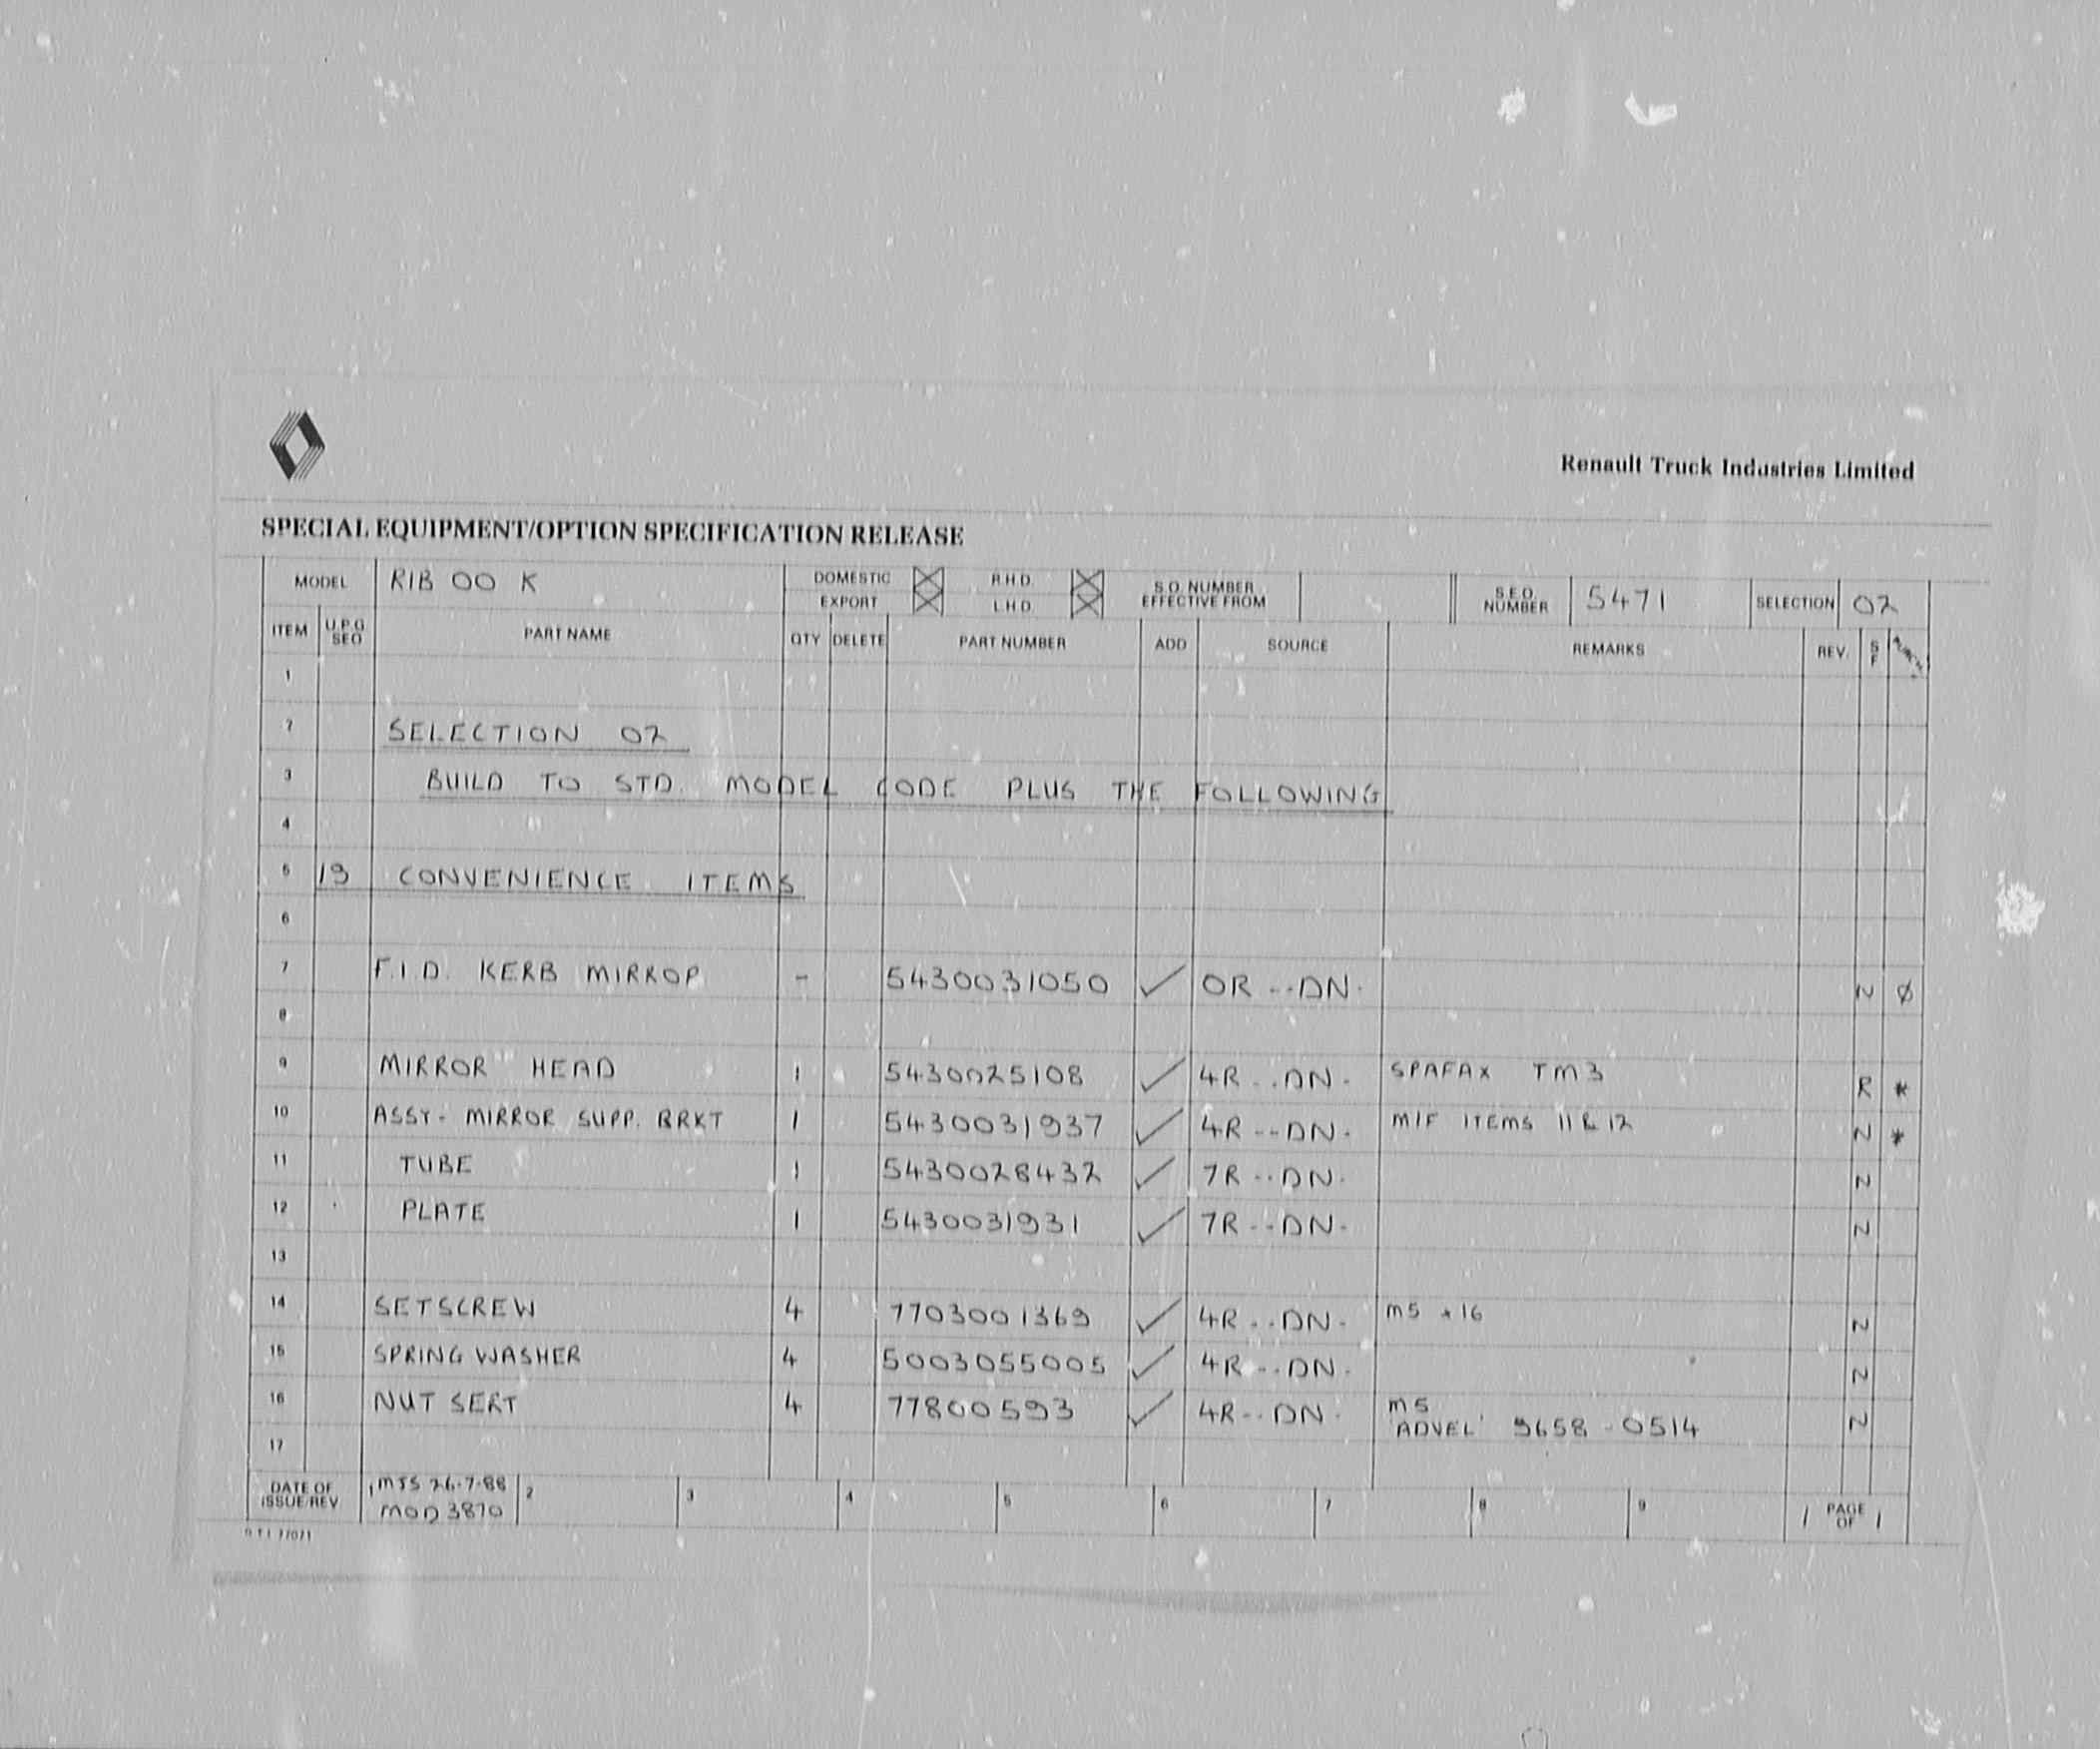 Renault Truck Industries Limited
SPECIAL EQUIPMENT/OPTION SPECIFICATION RELEASE
MODEL RIB 00 K DOMESTIC R.H.D. S.O. NUMBER EFFECTIVE FROM S.E.O. NUMBER 5471 SELECTION 02
EXPORT L.H.D.
ITEM U.P.G SEQ PART NAME QTY DELETE PART NUMBER ADD SOURCE REMARKS REV. S F
1
2 SELECTION 02
3 BUILD TO STD. MODEL CODE PLUS THE FOLLOWING
4
5 19 CONVENIENCE ITEMS
6
7 F.I.D. KERB MIRROR - 5430031050 ✓ OR --DN. N Ø
8
9 MIRROR HEAD 1 5430025108 ✓ 4R --DN. SPAFAX TM3 R *
10 ASSY- MIRROR SUPP. BRKT 1 5430031937 ✓ 4R --DN. M/F ITEMS 11 & 12 N *
11 TUBE 1 5430028432 ✓ 7R --DN. N
12 PLATE 1 5430031931 ✓ 7R --DN. N
13
14 SETSCREW 4 7703001369 ✓ 4R --DN. M5 * 16 N
15 SPRING WASHER 4 5003055005 ✓ 4R --DN. N
16 NUT SERT 4 77800593 ✓ 4R --DN. M5 N
'ADVEL' 9658 - 0514
17
DATE OF ISSUE/REV 1 MJS 26-7-88 2 3 4 5 6 7 8 9 1 PAGE OF 1
MOD 3870